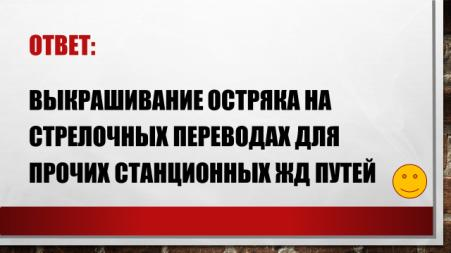 ОТВЕТ:
ВЫКРАШИВАНИЕ ОСТРЯКА НА
СТРЕЛОЧНЫХ ПЕРЕВОДАХ ДЛЯ
ПРОЧИХ СТАНЦИОННЫХ ЖД ПУТЕЙ